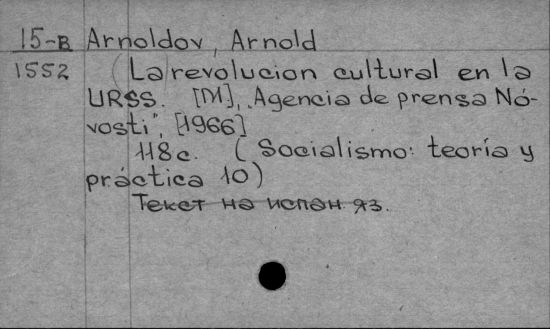 15-В Arnoldov, Arnold
1552 (La revolucion cultural en la
URSS. [M], „Agencia de prensa Nó-
vosti”, [1966]
118с. (Socialismo: teoría y
práctica 10)
Текст на испан. яз.